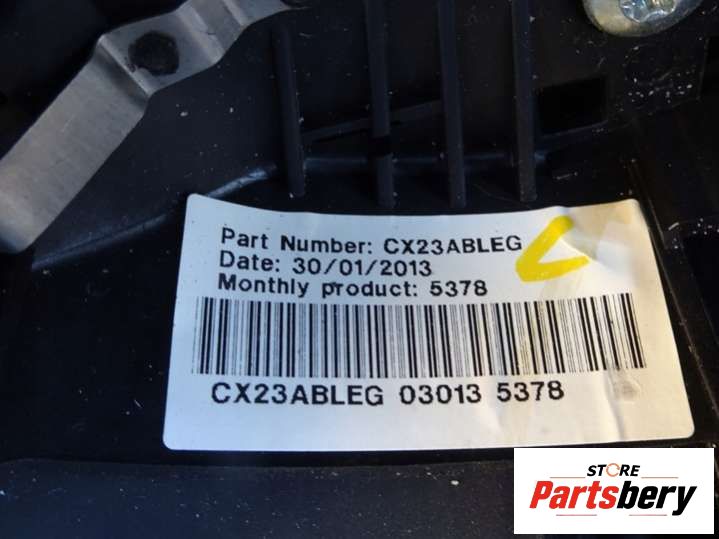 Part Number: CX23ABLEG
Date: 30/01/2013
Monthly product: 5378
CX23ABLEG 03013 5378
STORE
Partsbery